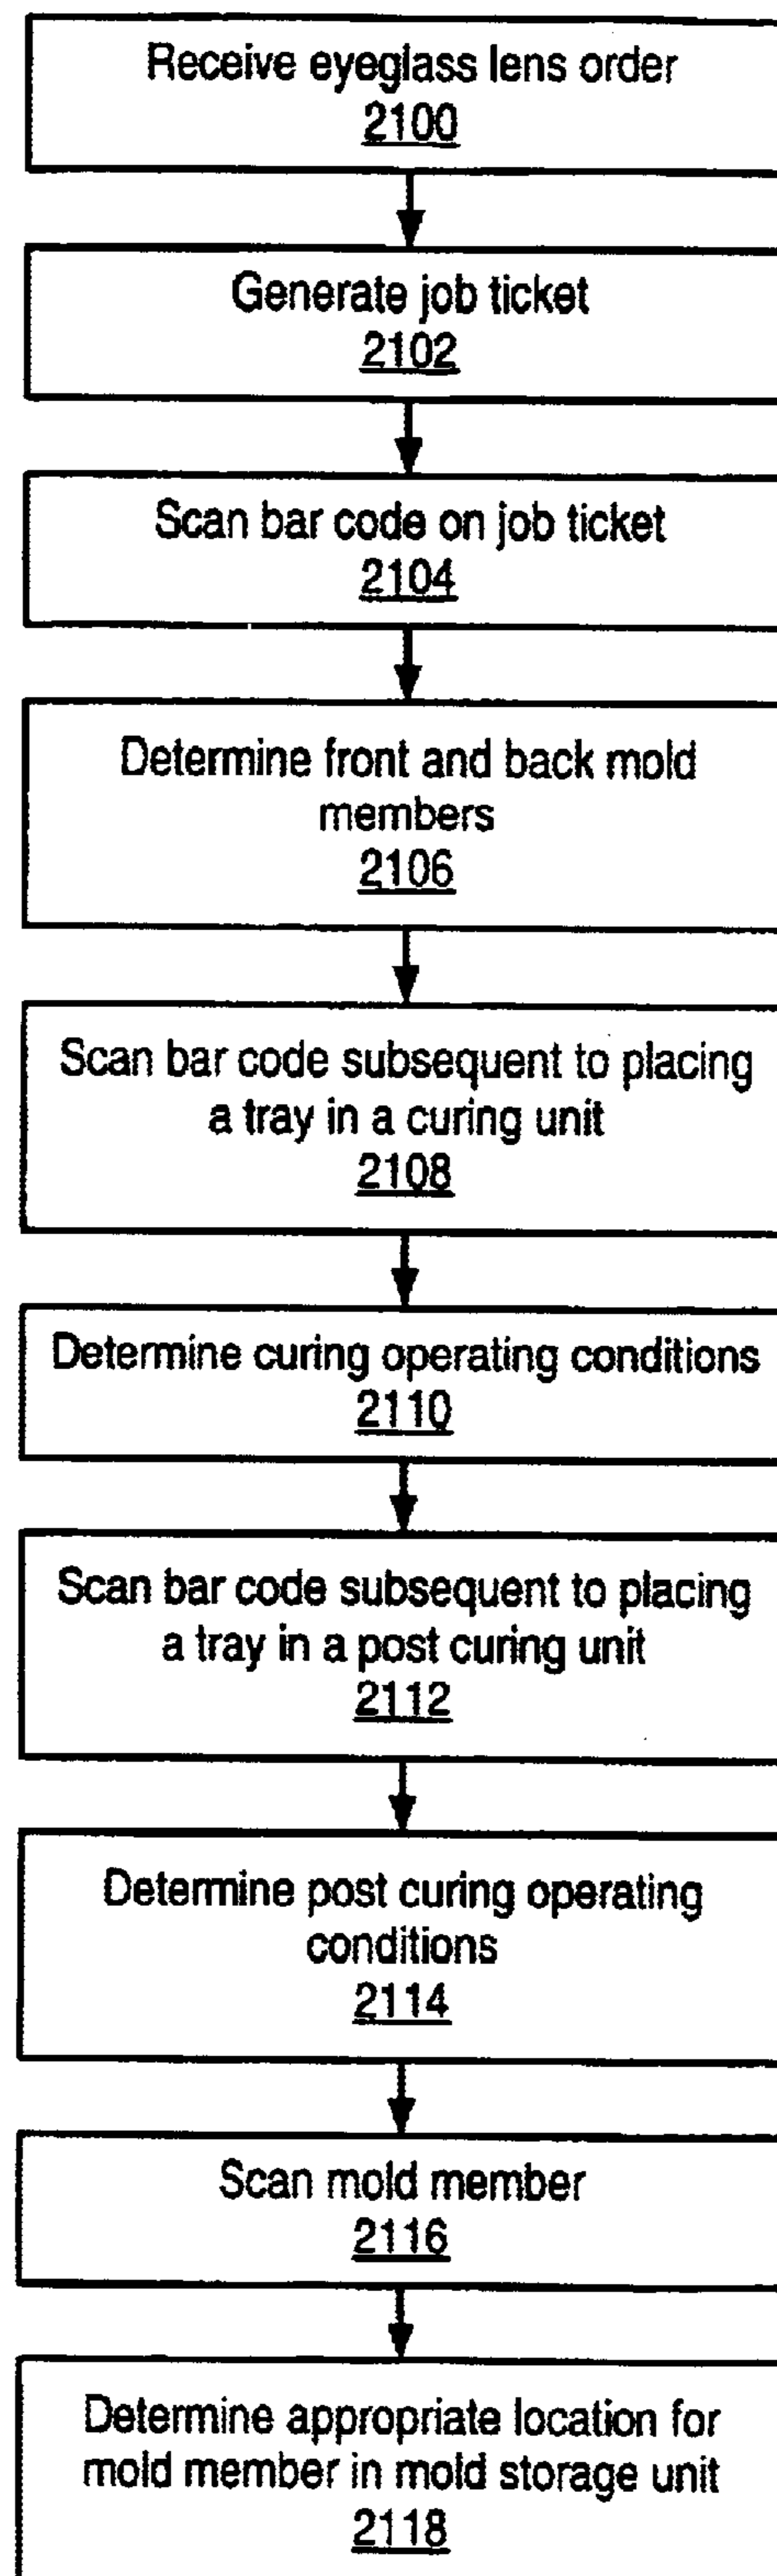 Receive eyeglass lens order
2100
Generate job ticket
2102
Scan bar code on job ticket
2104
Determine front and back mold
members
2106
Scan bar code subsequent to placing
a tray in a curing unit
2108
Determine curing operating conditions
2110
Scan bar code subsequent to placing
a tray in a post curing unit
2112
Determine post curing operating
conditions
2114
Scan mold member
2116
Determine appropriate location for
mold member in mold storage unit
2118